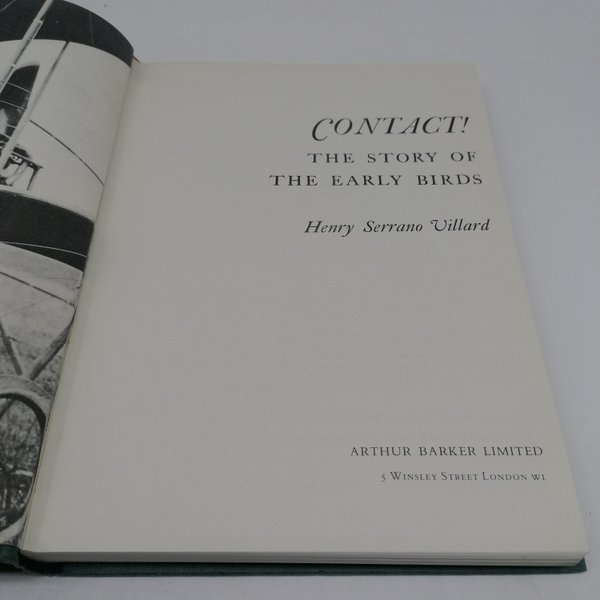 CONTACT!
THE STORY OF
THE EARLY BIRDS
Henry Serrano Villard
ARTHUR BARKER LIMITED
5 WINSLEY STREET LONDON W1